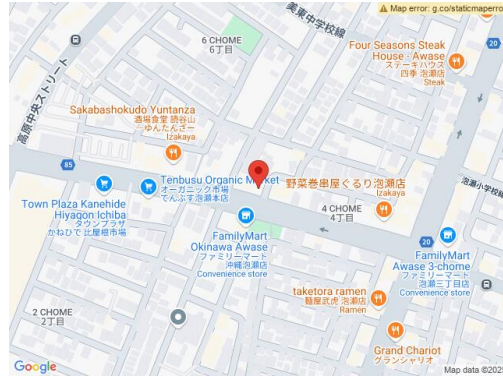 Map error: g.co/staticmaperro
美東中学校線
6 CHOME
6丁目
20
Four Seasons Steak
House - Awase
ステーキハウス
四季 泡瀬店
Steak
高原中央ストリート
Sakabashokudo Yuntanza
酒場食堂 読谷山
ーゆんたんざー
Izakaya
85
Tenbusu Organic Market
オーガニック市場
てんぶす泡瀬本店
野菜巻串屋ぐるり泡瀬店
Izakaya
泡瀬小学校線
Town Plaza Kanehide
Hiyagon Ichiba
タウンプラザ
かねひで 比屋根市場
4 CHOME
4丁目
FamilyMart
Okinawa Awase
ファミリーマート
沖縄泡瀬店
Convenience store
20
FamilyMart
Awase 3-chome
ファミリーマート
泡瀬三丁目店
Convenience store
taketora ramen
麺屋武虎 泡瀬店
Ramen
2 CHOME
2丁目
Grand Chariot
グランシャリオ
Google
Map data ©202